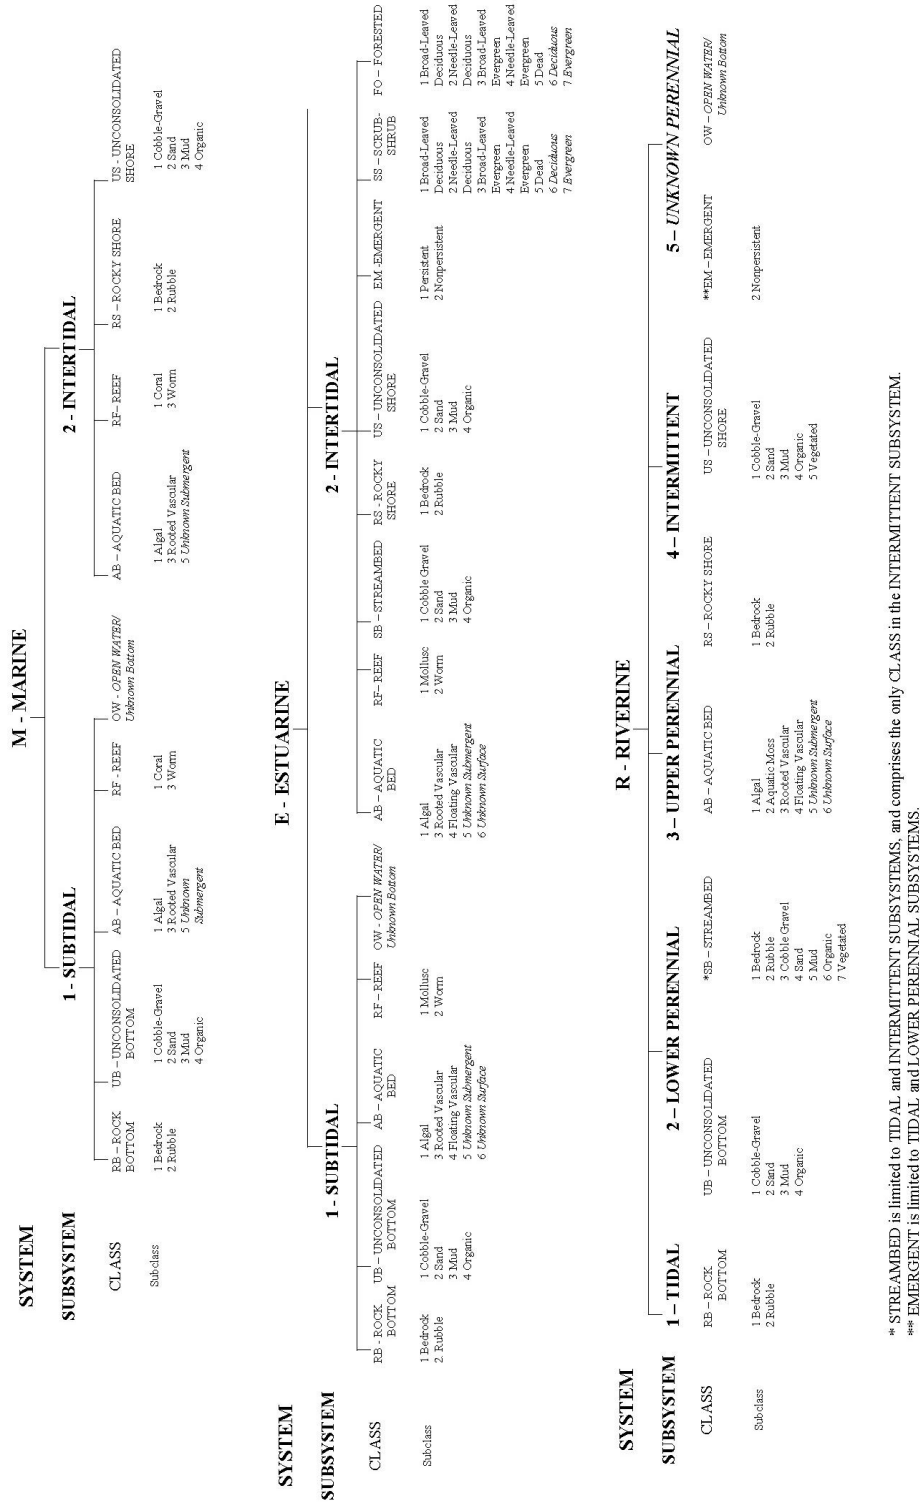 M - MARINE
SYSTEM
SUBSYSTEM
1 - SUBTIDAL
2 - INTERTIDAL
CLASS
RB – ROCK
BOTTOM
UB – UNCONSOLIDATED
BOTTOM
AB – AQUATIC BED
RF - REEF
OW - OPEN WATER/
Unknown Bottom
AB – AQUATIC BED
RF– REEF
RS – ROCKY SHORE
US - UNCONSOLIDATED
SHORE
Subclass
1 Bedrock
2 Rubble
1 Cobble-Gravel
2 Sand
3 Mud
4 Organic
1 Algal
3 Rooted Vascular
5 Unknown
Submergent
1 Coral
3 Worm
1 Algal
3 Rooted Vascular
5 Unknown Submergent
1 Coral
3 Worm
1 Bedrock
2 Rubble
1 Cobble-Gravel
2 Sand
3 Mud
4 Organic
E - ESTUARINE
SYSTEM
SUBSYSTEM
1 - SUBTIDAL
2 - INTERTIDAL
CLASS
RB - ROCK
BOTTOM
UB – UNCONSOLIDATED
BOTTOM
AB – AQUATIC
BED
RF – REEF
OW - OPEN WATER/
Unknown Bottom
AB – AQUATIC
BED
RF– REEF
SB – STREAMBED
RS - ROCKY
SHORE
US – UNCONSOLIDATED
SHORE
EM -EMERGENT
SS – SCRUB-
SHRUB
FO – FORESTED
Subclass
1 Bedrock
2. Rubble
1 Cobble-Gravel
2 Sand
3 Mud
4 Organic
1 Algal
3 Rooted Vascular
4 Floating Vascular
5 Unknown Submergent
6 Unknown Surface
1 Mollusc
2 Worm
1 Algal
3 Rooted Vascular
4 Floating Vascular
5 Unknown Submergent
6 Unknown Surface
1 Mollusc
2 Worm
1 Cobble Gravel
2 Sand
3 Mud
4 Organic
1 Bedrock
2 Rubble
1 Cobble-Gravel
2 Sand
3 Mud
4 Organic
1 Persistent
2 Nonpersistent
1 Broad-Leaved
Deciduous
2 Needle-Leaved
Deciduous
3 Broad-Leaved
Evergreen
4 Needle-Leaved
Evergreen
5 Dead
6 Deciduous
7 Evergreen
1 Broad-Leaved
Deciduous
2 Needle-Leaved
Deciduous
3 Broad-Leaved
Evergreen
4 Needle-Leaved
Evergreen
5 Dead
6 Deciduous
7 Evergreen
R - RIVERINE
SYSTEM
SUBSYSTEM
1 – TIDAL
2 – LOWER PERENNIAL
3 – UPPER PERENNIAL
4 – INTERMITTENT
5 – UNKNOWN PERENNIAL
CLASS
RB – ROCK
BOTTOM
UB – UNCONSOLIDATED
BOTTOM
*SB – STREAMBED
AB – AQUATIC BED
RS – ROCKY SHORE
US – UNCONSOLIDATED
SHORE
**EM – EMERGENT
OW – OPEN WATER/
Unknown Bottom
Subclass
1 Bedrock
2 Rubble
1 Cobble-Gravel
2 Sand
3 Mud
4 Organic
1 Bedrock
2 Rubble
3 Cobble Gravel
4 Sand
5 Mud
6 Organic
7 Vegetated
1 Algal
2 Aquatic Moss
3 Rooted Vascular
4 Floating Vascular
5 Unknown Submergent
6 Unknown Surface
1 Bedrock
2 Rubble
1 Cobble-Gravel
2 Sand
3 Mud
4 Organic
5 Vegetated
2 Nonpersistent
* STREAMBED is limited to TIDAL and INTERMITTENT SUBSYSTEMS, and comprises the only CLASS in the INTERMITTENT SUBSYSTEM.
** EMERGENT is limited to TIDAL and LOWER PERENNIAL SUBSYSTEMS.